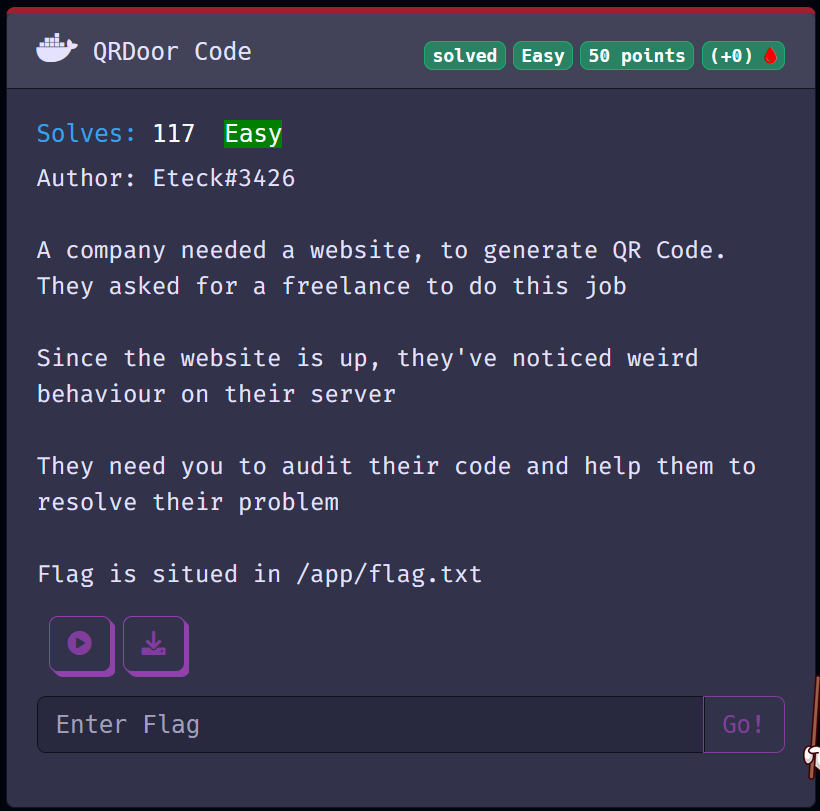 QRDoor Code
solved Easy 50 points (+0)
Solves: 117 Easy
Author: Eteck#3426
A company needed a website, to generate QR Code.
They asked for a freelance to do this job
Since the website is up, they've noticed weird
behaviour on their server
They need you to audit their code and help them to
resolve their problem
Flag is situed in /app/flag.txt
Enter Flag Go!